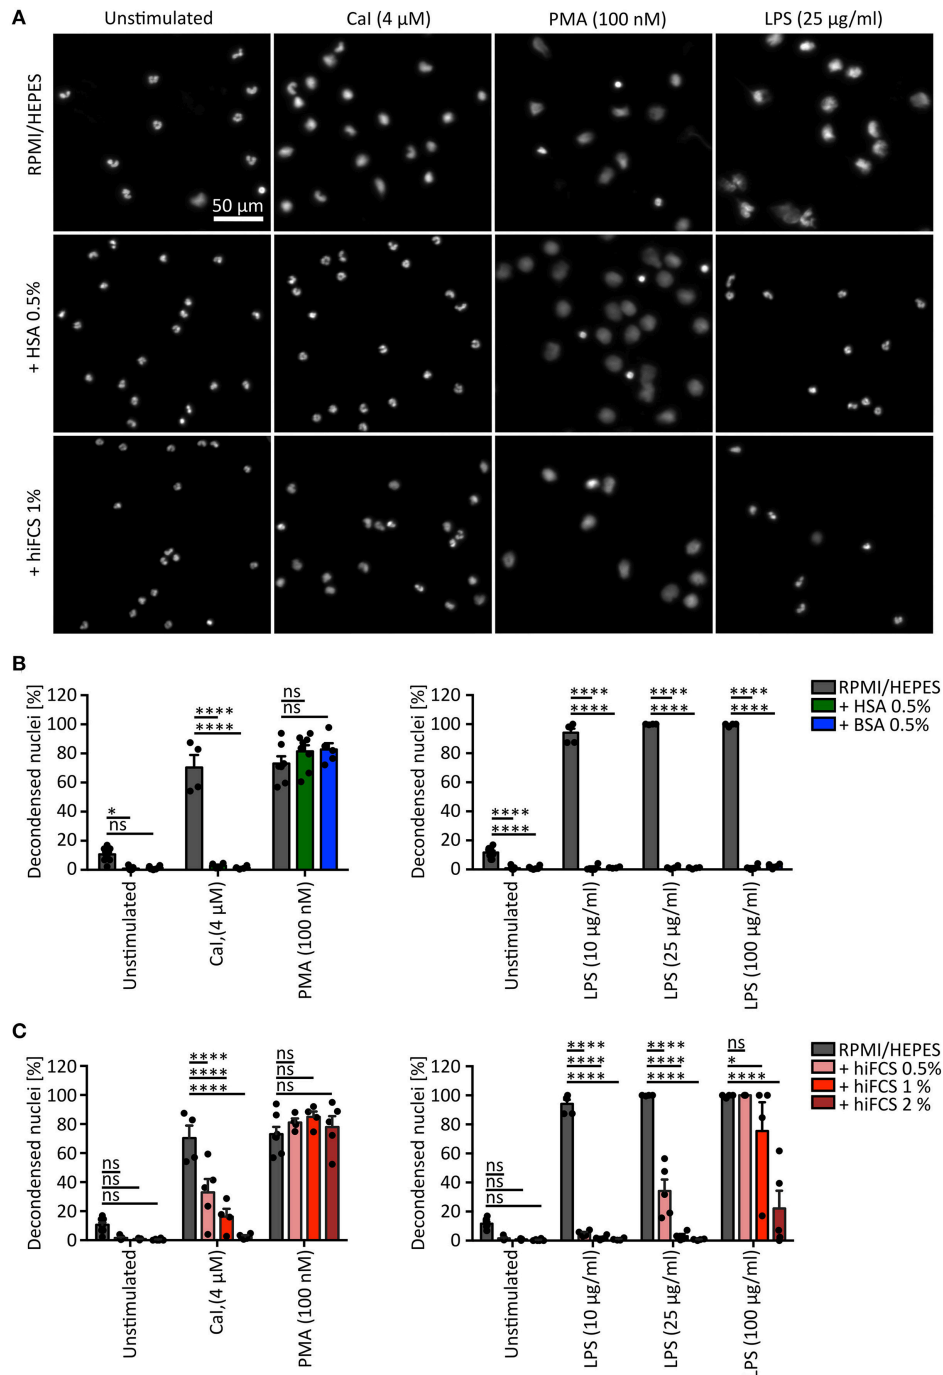 A
Unstimulated
CaI (4 µM)
PMA (100 nM)
LPS (25 µg/ml)
RPMI/HEPES
50 µm
+ HSA 0.5%
+ hiFCS 1%
B
Decondensed nuclei [%]
120
100
80
60
40
20
0
*
ns
****
****
ns
ns
Unstimulated
CaI,(4 µM)
PMA (100 nM)
Decondensed nuclei [%]
120
100
80
60
40
20
0
****
****
****
****
****
****
****
****
Unstimulated
LPS (10 µg/ml)
LPS (25 µg/ml)
LPS (100 µg/ml)
RPMI/HEPES
+ HSA 0.5%
+ BSA 0.5%
C
Decondensed nuclei [%]
120
100
80
60
40
20
0
ns
ns
ns
****
****
****
ns
ns
ns
Unstimulated
CaI,(4 µM)
PMA (100 nM)
Decondensed nuclei [%]
120
100
80
60
40
20
0
ns
ns
ns
****
****
****
****
****
****
ns
*
****
Unstimulated
LPS (10 µg/ml)
LPS (25 µg/ml)
LPS (100 µg/ml)
RPMI/HEPES
+ hiFCS 0.5%
+ hiFCS 1 %
+ hiFCS 2 %